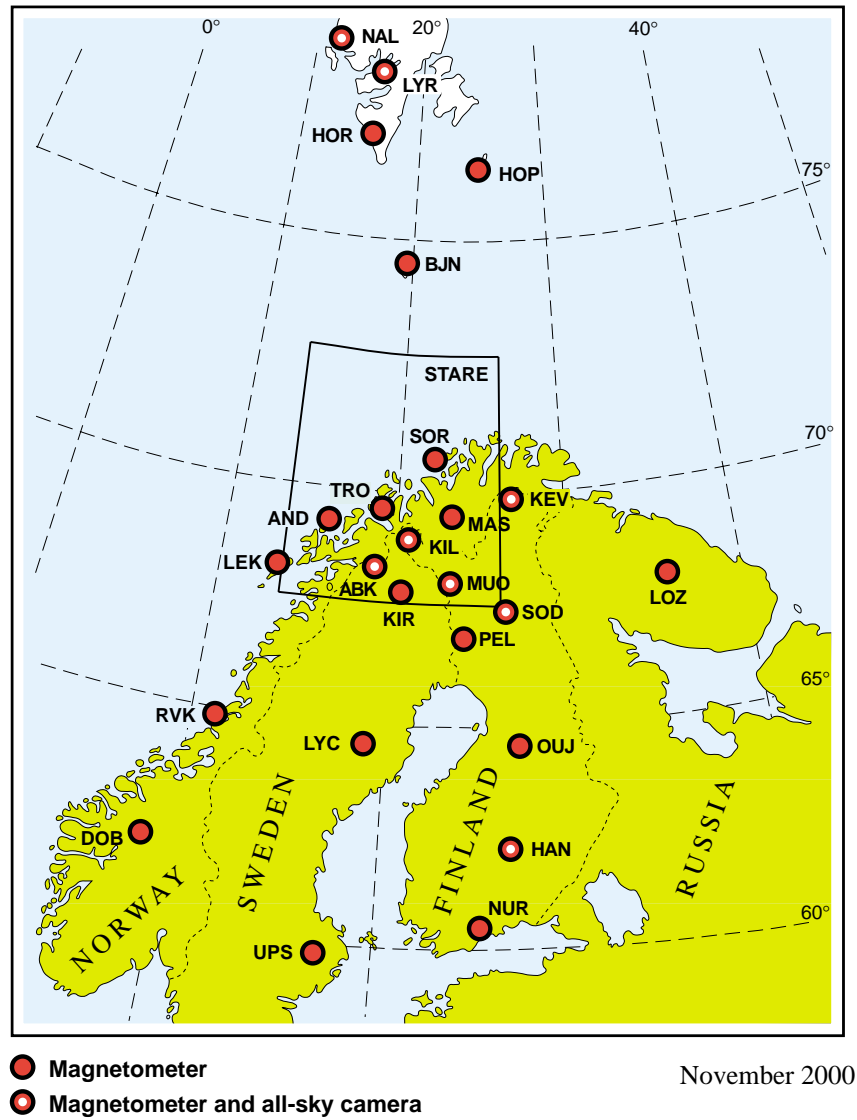 0°
20°
40°
NAL
LYR
HOR
HOP
75°
BJN
STARE
SOR
70°
TRO
KEV
AND
MAS
KIL
LEK
ABK
MUO
LOZ
KIR
SOD
PEL
65°
RVK
LYC
OUJ
DOB
HAN
NORWAY
SWEDEN
FINLAND
RUSSIA
NUR
60°
UPS
Magnetometer
November 2000
Magnetometer and all-sky camera